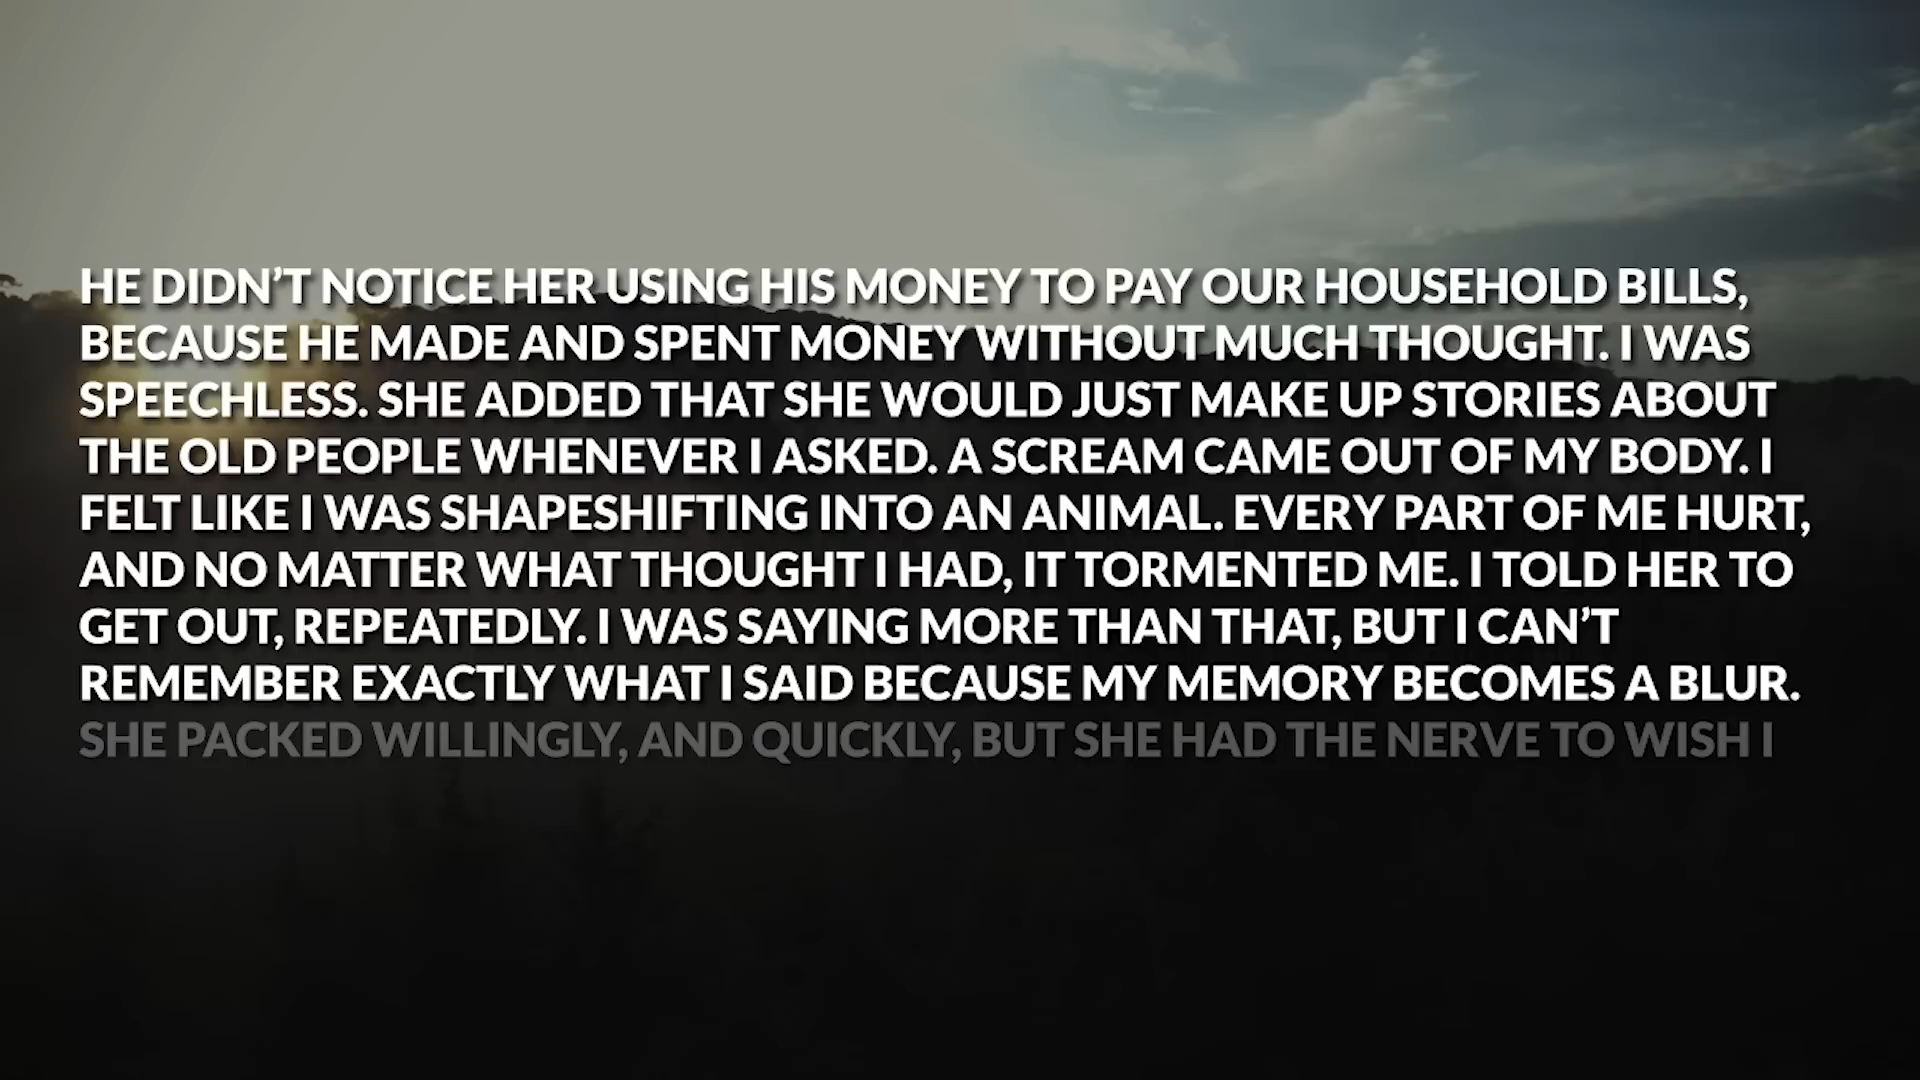 HE DIDN’T NOTICE HER USING HIS MONEY TO PAY OUR HOUSEHOLD BILLS,
BECAUSE HE MADE AND SPENT MONEY WITHOUT MUCH THOUGHT. I WAS
SPEECHLESS. SHE ADDED THAT SHE WOULD JUST MAKE UP STORIES ABOUT
THE OLD PEOPLE WHENEVER I ASKED. A SCREAM CAME OUT OF MY BODY. I
FELT LIKE I WAS SHAPESHIFTING INTO AN ANIMAL. EVERY PART OF ME HURT,
AND NO MATTER WHAT THOUGHT I HAD, IT TORMENTED ME. I TOLD HER TO
GET OUT, REPEATEDLY. I WAS SAYING MORE THAN THAT, BUT I CAN’T
REMEMBER EXACTLY WHAT I SAID BECAUSE MY MEMORY BECOMES A BLUR.
SHE PACKED WILLINGLY, AND QUICKLY, BUT SHE HAD THE NERVE TO WISH I